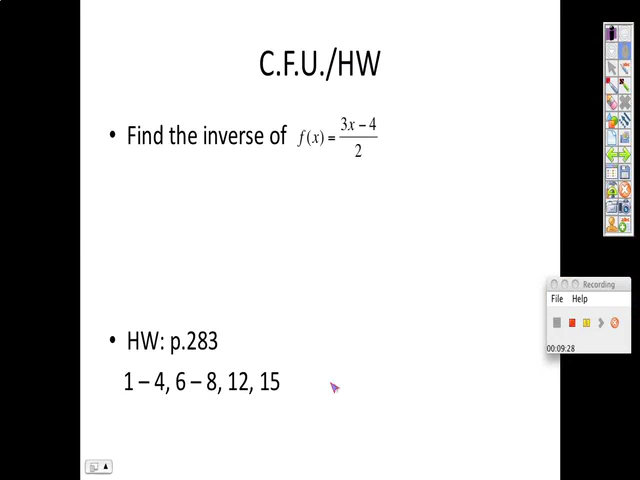 C.F.U./HW
• Find the inverse of f(x) = \frac{3x − 4}{2}
• HW: p.283
1 – 4, 6 – 8, 12, 15
Recording
File Help
00:09:28